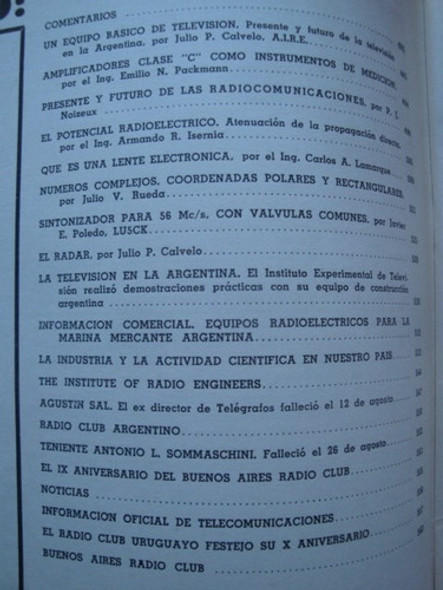 COMENTARIOS
UN EQUIPO BASICO DE TELEVISION. Presente y futuro de la televisión
en la Argentina, por Julio P. Calvelo, A.I.R.E.
AMPLIFICADORES CLASE "C" COMO INSTRUMENTOS DE MEDICION,
por el Ing. Emilio N. Packmann
PRESENTE Y FUTURO DE LAS RADIOCOMUNICACIONES, por P. J.
Noizeux
EL POTENCIAL RADIOELECTRICO. Atenuación de la propagación directa,
por el Ing. Armando R. Isernia
QUE ES UNA LENTE ELECTRONICA, por el Ing. Carlos A. Lamarque
NUMEROS COMPLEJOS. COORDENADAS POLARES Y RECTANGULARES,
por Julio V. Rueda
SINTONIZADOR PARA 56 Mc/s, CON VALVULAS COMUNES, por Javier
E. Poledo, LU5CK
EL RADAR, por Julio P. Calvelo
LA TELEVISION EN LA ARGENTINA. El Instituto Experimental de Televi-
sión realizó demostraciones prácticas con su equipo de construcción
argentina
INFORMACION COMERCIAL. EQUIPOS RADIOELECTRICOS PARA LA
MARINA MERCANTE ARGENTINA
LA INDUSTRIA Y LA ACTIVIDAD CIENTIFICA EN NUESTRO PAIS
THE INSTITUTE OF RADIO ENGINEERS
AGUSTIN SAL. El ex director de Telégrafos falleció el 12 de agosto
RADIO CLUB ARGENTINO
TENIENTE ANTONIO L. SOMMASCHINI. Falleció el 26 de agosto
EL IX ANIVERSARIO DEL BUENOS AIRES RADIO CLUB
NOTICIAS
INFORMACION OFICIAL DE TELECOMUNICACIONES
EL RADIO CLUB URUGUAYO FESTEJO SU X ANIVERSARIO
BUENOS AIRES RADIO CLUB